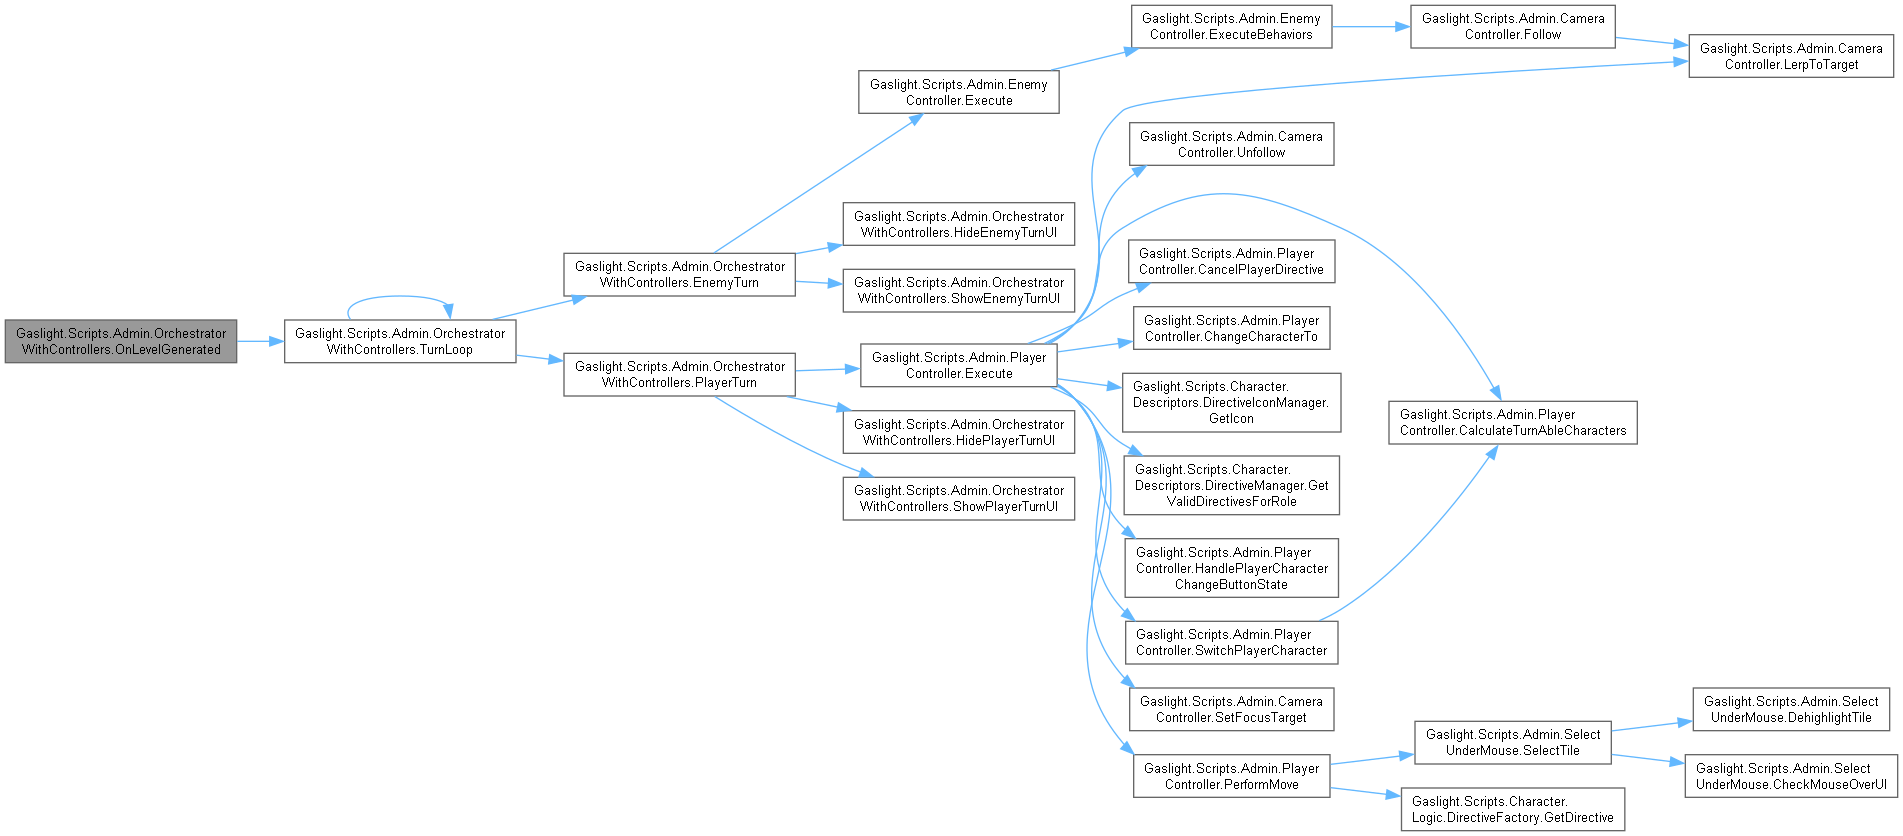 Gaslight.Scripts.Admin.Orchestrator
WithControllers.OnLevelGenerated
Gaslight.Scripts.Admin.Orchestrator
WithControllers.TurnLoop
Gaslight.Scripts.Admin.Orchestrator
WithControllers.EnemyTurn
Gaslight.Scripts.Admin.Orchestrator
WithControllers.PlayerTurn
Gaslight.Scripts.Admin.Enemy
Controller.Execute
Gaslight.Scripts.Admin.Orchestrator
WithControllers.HideEnemyTurnUI
Gaslight.Scripts.Admin.Orchestrator
WithControllers.ShowEnemyTurnUI
Gaslight.Scripts.Admin.Player
Controller.Execute
Gaslight.Scripts.Admin.Orchestrator
WithControllers.HidePlayerTurnUI
Gaslight.Scripts.Admin.Orchestrator
WithControllers.ShowPlayerTurnUI
Gaslight.Scripts.Admin.Enemy
Controller.ExecuteBehaviors
Gaslight.Scripts.Admin.Camera
Controller.Unfollow
Gaslight.Scripts.Admin.Player
Controller.CancelPlayerDirective
Gaslight.Scripts.Admin.Player
Controller.ChangeCharacterTo
Gaslight.Scripts.Character.
Descriptors.DirectiveIconManager.
GetIcon
Gaslight.Scripts.Character.
Descriptors.DirectiveManager.Get
ValidDirectivesForRole
Gaslight.Scripts.Admin.Player
Controller.HandlePlayerCharacter
ChangeButtonState
Gaslight.Scripts.Admin.Player
Controller.SwitchPlayerCharacter
Gaslight.Scripts.Admin.Camera
Controller.SetFocusTarget
Gaslight.Scripts.Admin.Player
Controller.PerformMove
Gaslight.Scripts.Admin.Camera
Controller.Follow
Gaslight.Scripts.Admin.Player
Controller.CalculateTurnAbleCharacters
Gaslight.Scripts.Admin.Select
UnderMouse.SelectTile
Gaslight.Scripts.Character.
Logic.DirectiveFactory.GetDirective
Gaslight.Scripts.Admin.Camera
Controller.LerpToTarget
Gaslight.Scripts.Admin.Select
UnderMouse.DehighlightTile
Gaslight.Scripts.Admin.Select
UnderMouse.CheckMouseOverUI